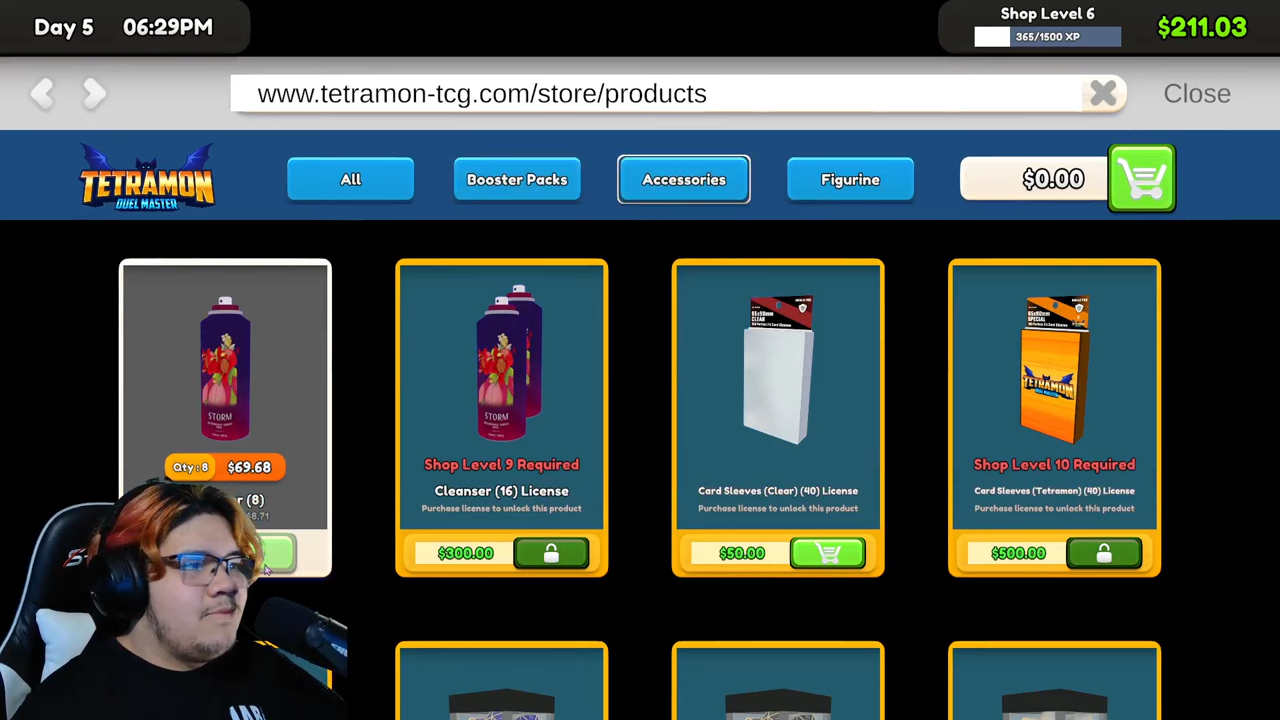 Day 5 06:29PM
Shop Level 6
365/1500 XP
$211.03
www.tetramon-tcg.com/store/products
Close
TETRAMON
DUEL MASTER
All
Booster Packs
Accessories
Figurine
$0.00
STORM
Qty : 8 $69.68
(8)
STORM
Shop Level 9 Required
Cleanser (16) License
Purchase license to unlock this product
$300.00
CLEAR
Card Sleeves (Clear) (40) License
Purchase license to unlock this product
$50.00
SPECIAL
TETRAMON
Shop Level 10 Required
Card Sleeves (Tetramon) (40) License
Purchase license to unlock this product
$500.00